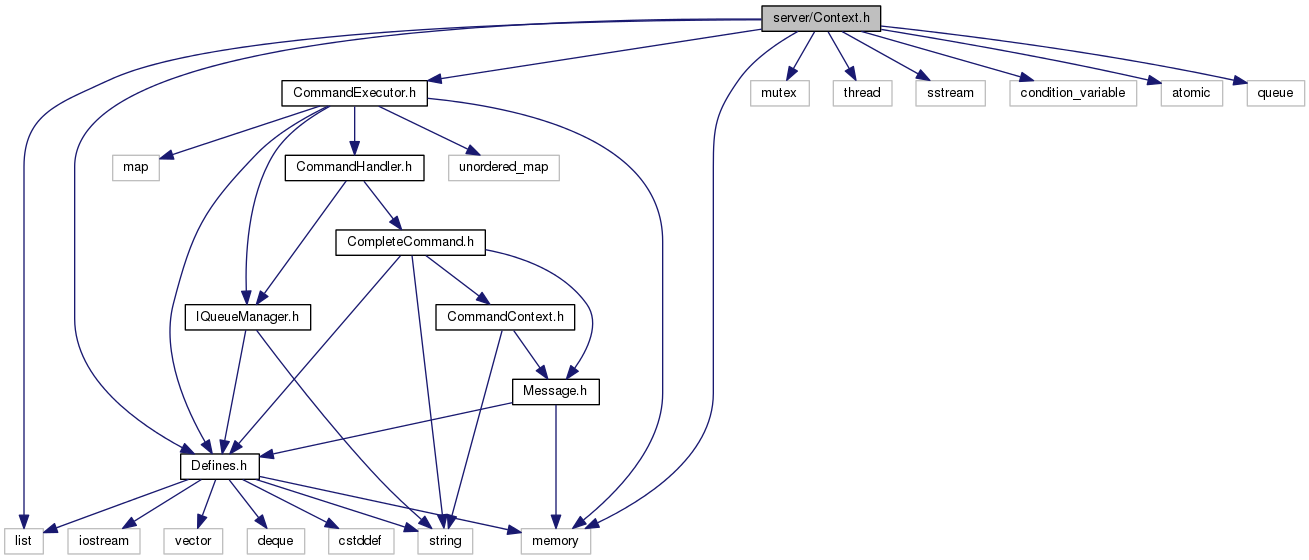 server/Context.h
CommandExecutor.h
mutex
thread
sstream
condition_variable
atomic
queue
map
CommandHandler.h
unordered_map
CompleteCommand.h
IQueueManager.h
CommandContext.h
Message.h
Defines.h
list
iostream
vector
deque
cstddef
string
memory